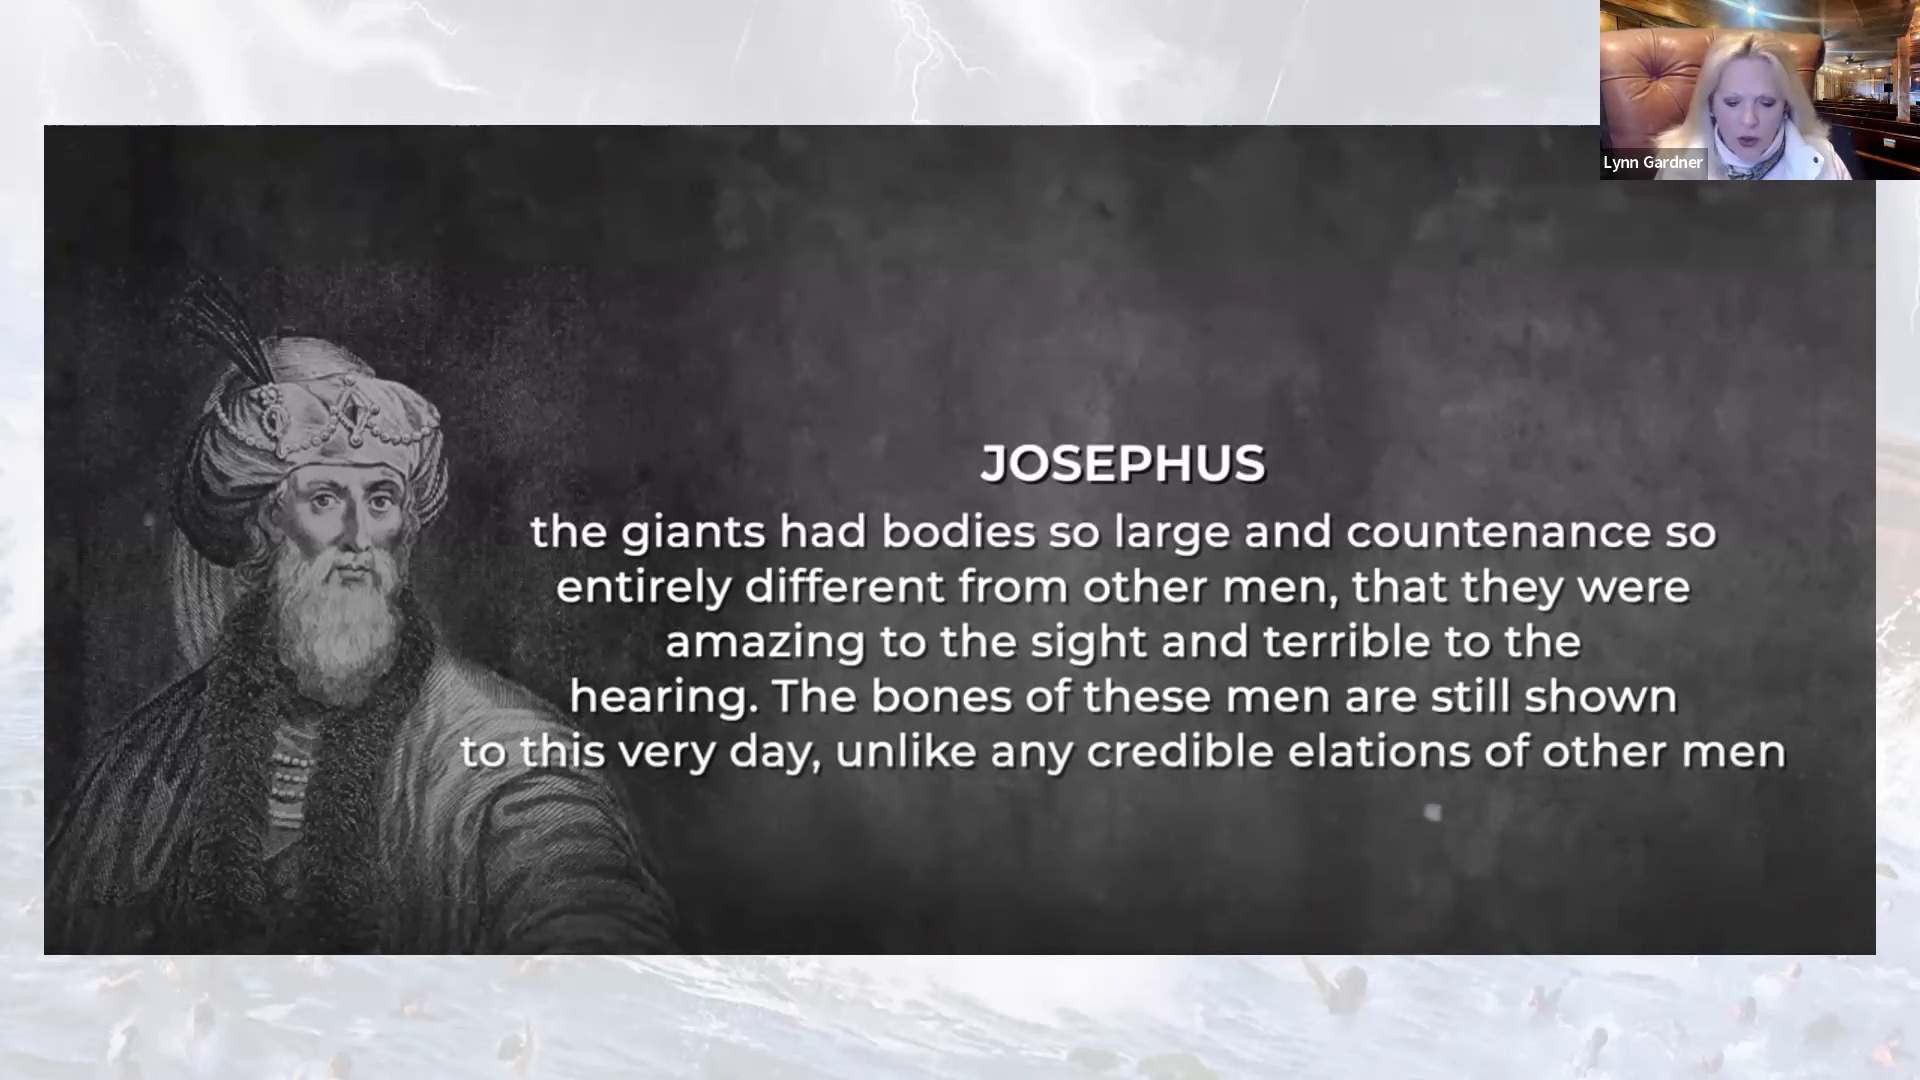 Lynn Gardner
JOSEPHUS
the giants had bodies so large and countenance so
entirely different from other men, that they were
amazing to the sight and terrible to the
hearing. The bones of these men are still shown
to this very day, unlike any credible elations of other men